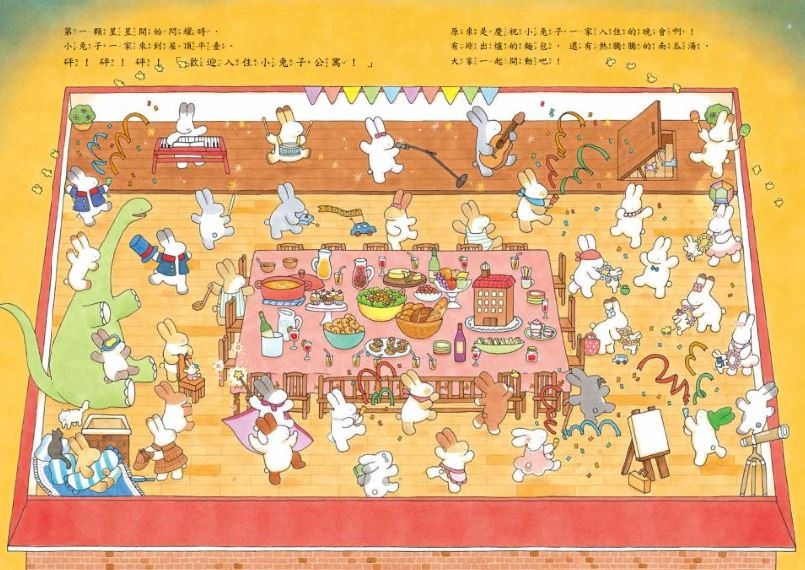 第一顆星星開始閃耀時，
小兔子一家來到屋頂平臺。
砰！砰！砰！「歡迎入住小兔子公寓！」
原來是慶祝小兔子一家入住的晚會啊！
有剛出爐的麵包，還有熱騰騰的南瓜湯，
大家一起開動吧！